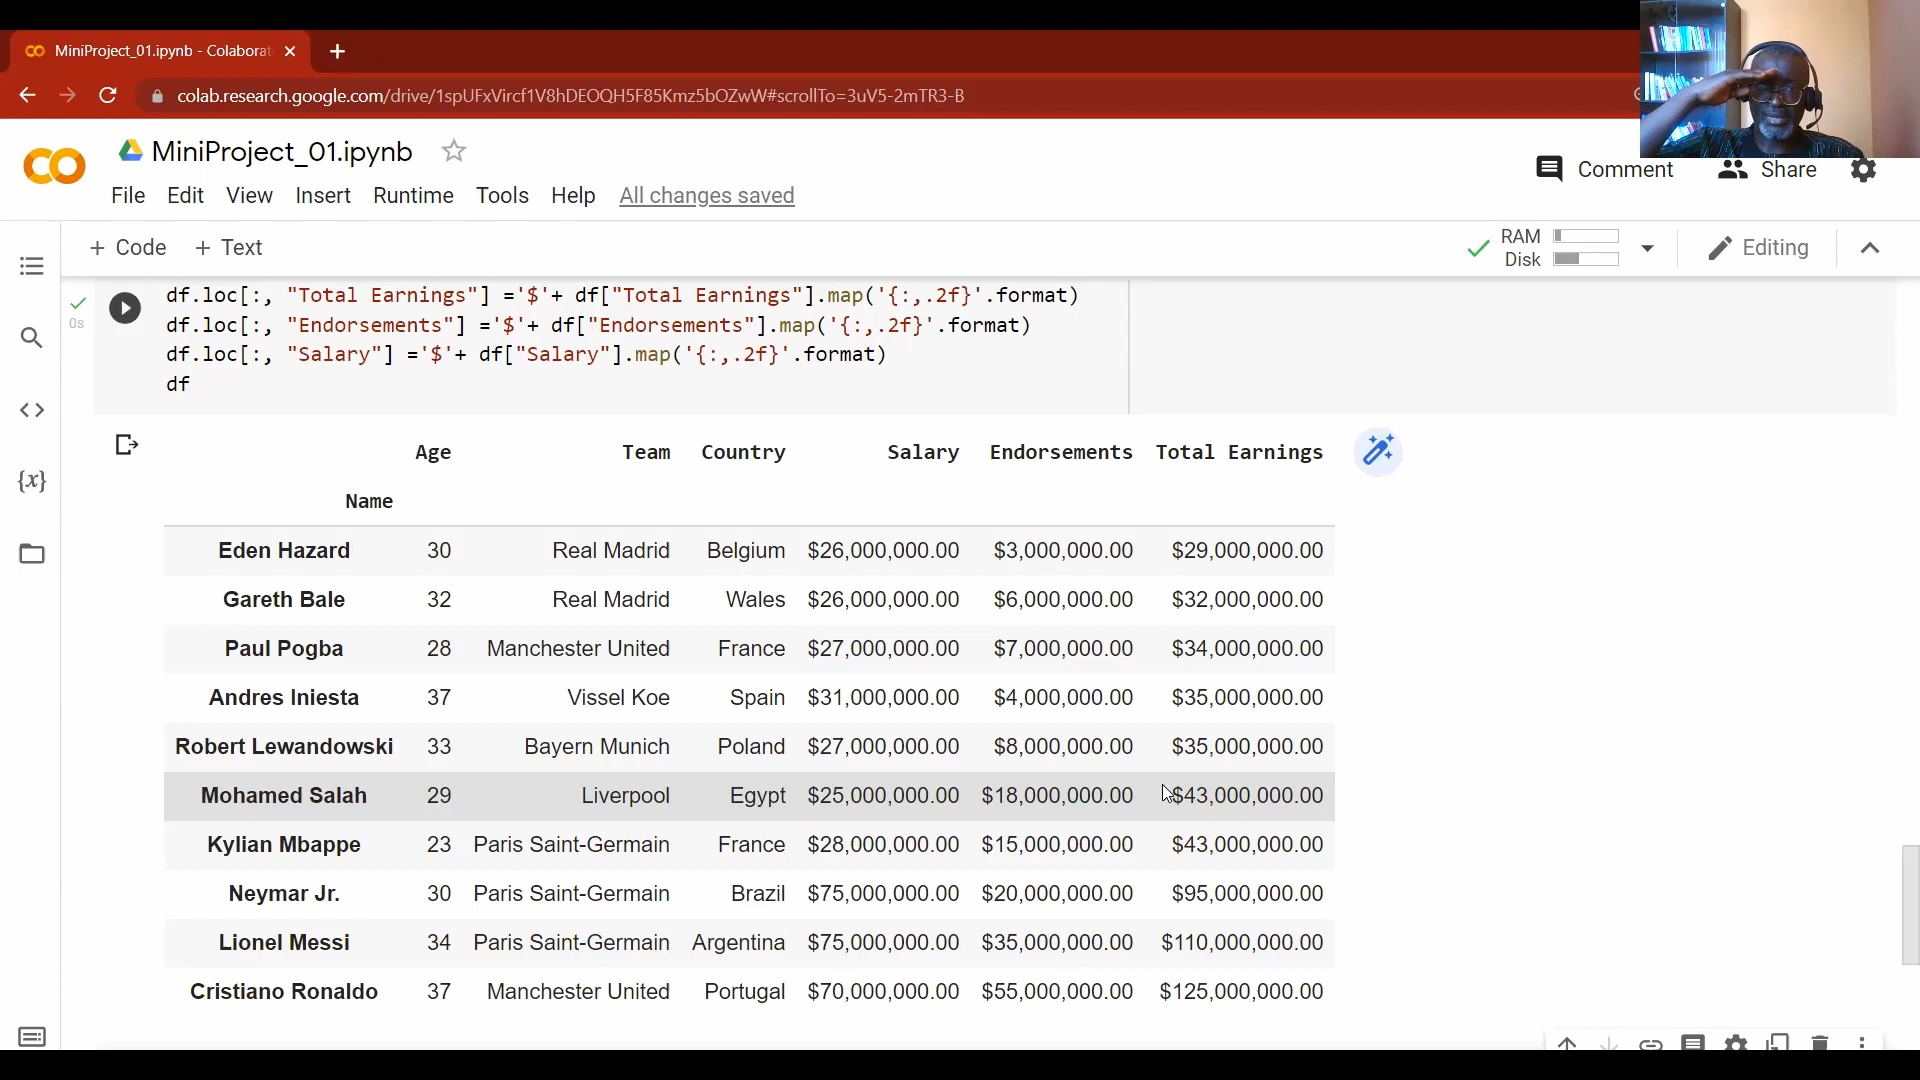 MiniProject_01.ipynb - Colaborat
colab.research.google.com/drive/1spUFxVircf1V8hDEOQH5F85Kmz5bOZwW#scrollTo=3uV5-2mTR3-B
MiniProject_01.ipynb
Comment
Share
File Edit View Insert Runtime Tools Help All changes saved
+ Code + Text
RAM
Disk
Editing
0s
df.loc[:, "Total Earnings"] ='$'+ df["Total Earnings"].map('{:,.2f}'.format)
df.loc[:, "Endorsements"] ='$'+ df["Endorsements"].map('{:,.2f}'.format)
df.loc[:, "Salary"] ='$'+ df["Salary"].map('{:,.2f}'.format)
df
Age Team Country Salary Endorsements Total Earnings
Name
Eden Hazard 30 Real Madrid Belgium $26,000,000.00 $3,000,000.00 $29,000,000.00
Gareth Bale 32 Real Madrid Wales $26,000,000.00 $6,000,000.00 $32,000,000.00
Paul Pogba 28 Manchester United France $27,000,000.00 $7,000,000.00 $34,000,000.00
Andres Iniesta 37 Vissel Koe Spain $31,000,000.00 $4,000,000.00 $35,000,000.00
Robert Lewandowski 33 Bayern Munich Poland $27,000,000.00 $8,000,000.00 $35,000,000.00
Mohamed Salah 29 Liverpool Egypt $25,000,000.00 $18,000,000.00 $43,000,000.00
Kylian Mbappe 23 Paris Saint-Germain France $28,000,000.00 $15,000,000.00 $43,000,000.00
Neymar Jr. 30 Paris Saint-Germain Brazil $75,000,000.00 $20,000,000.00 $95,000,000.00
Lionel Messi 34 Paris Saint-Germain Argentina $75,000,000.00 $35,000,000.00 $110,000,000.00
Cristiano Ronaldo 37 Manchester United Portugal $70,000,000.00 $55,000,000.00 $125,000,000.00